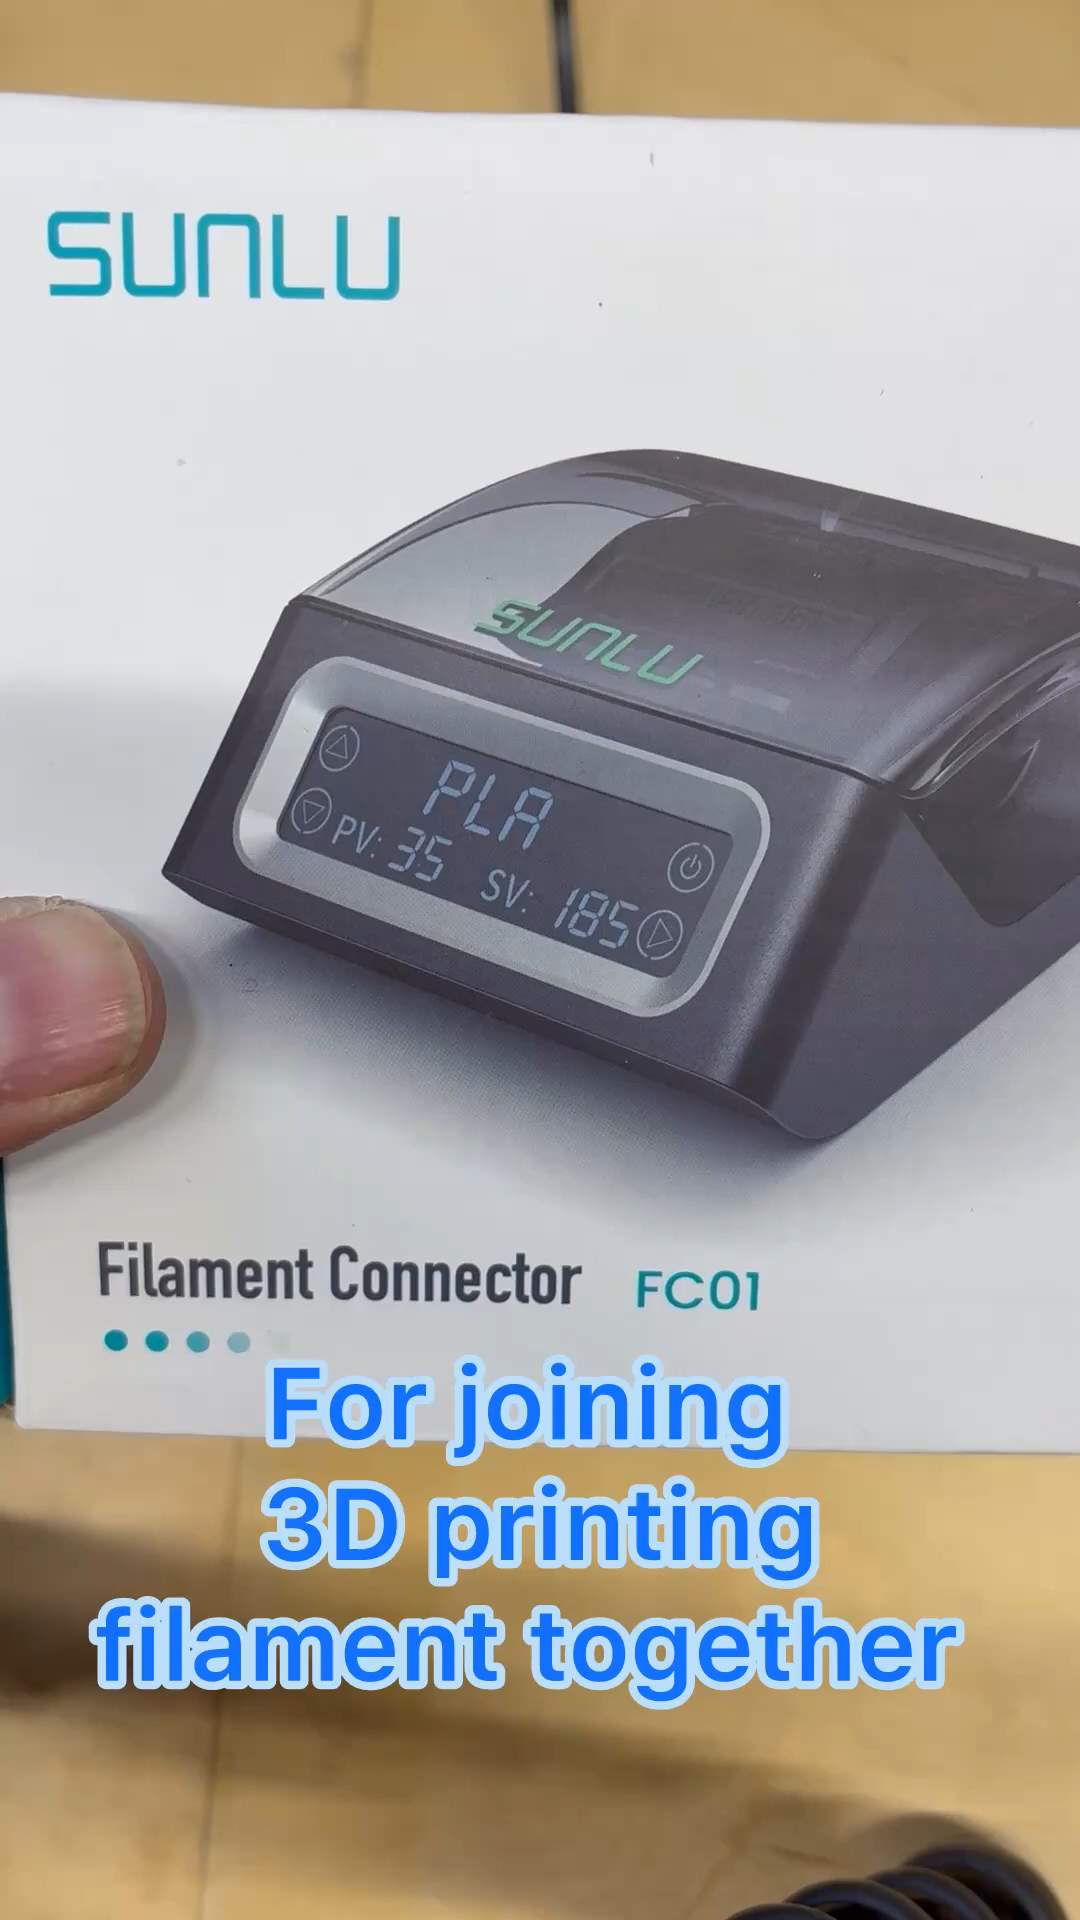 SUNLU
SUNLU
PLA
PV: 35 SV: 185
Filament Connector FC01
For joining
3D printing
filament together